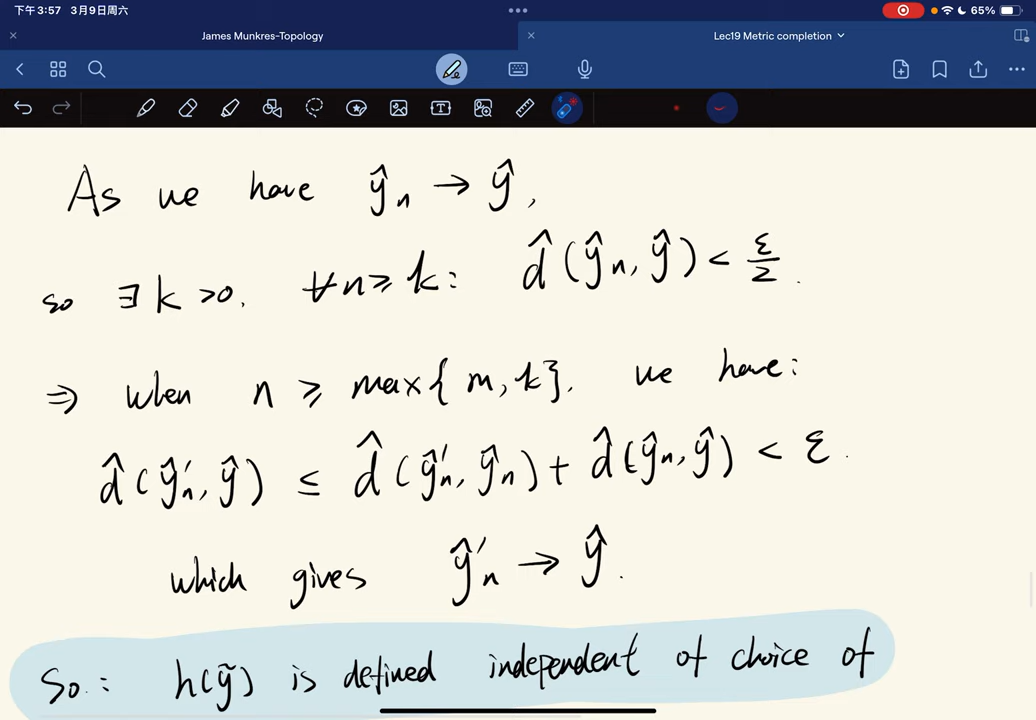 下午3:57 3月9日周六
65%
James Munkres-Topology
Lec19 Metric completion
As we have ŷₙ → ŷ,
so ∃ k >0, ∀n ≥ k: d̂(ŷₙ, ŷ) < ε/2.
⇒ when n ≥ max{ m, k }, we have:
d̂(ŷ'ₙ, ŷ) ≤ d̂(ŷ'ₙ, ŷₙ) + d̂(ŷₙ, ŷ) < ε.
which gives ŷ'ₙ → ŷ.
So: h(ỹ) is defined independent of choice of